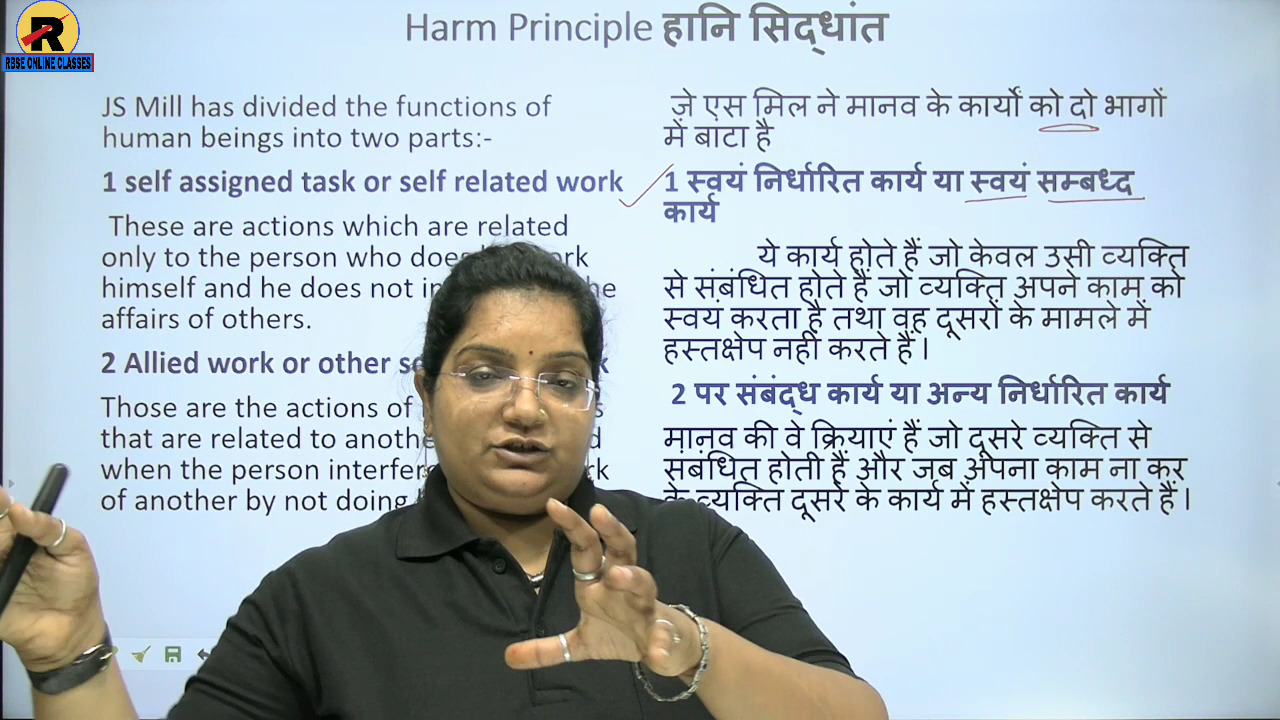 R
RBSE ONLINE CLASSES
Harm Principle हानि सिद्धांत
JS Mill has divided the functions of
human beings into two parts:-
1 self assigned task or self related work
These are actions which are related
only to the person who does
himself and he does not
affairs of others.
2 Allied work or other
Those are the actions of
that are related to
when the person
of another by not doing
जे एस मिल ने मानव के कार्यों को दो भागों
में बाटा है
1 स्वयं निर्धारित कार्य या स्वयं सम्बध्द
कार्य
ये कार्य होते हैं जो केवल उसी व्यक्ति
से संबंधित होते हैं जो व्यक्ति अपने काम को
स्वयं करता है तथा वह दूसरों के मामले में
हस्तक्षेप नहीं करते हैं ।
2 पर संबंद्ध कार्य या अन्य निर्धारित कार्य
मानव की वे क्रियाएं हैं जो दूसरे व्यक्ति से
संबंधित होती हैं और जब अपना काम ना कर
के व्यक्ति दूसरे के कार्य में हस्तक्षेप करते हैं ।